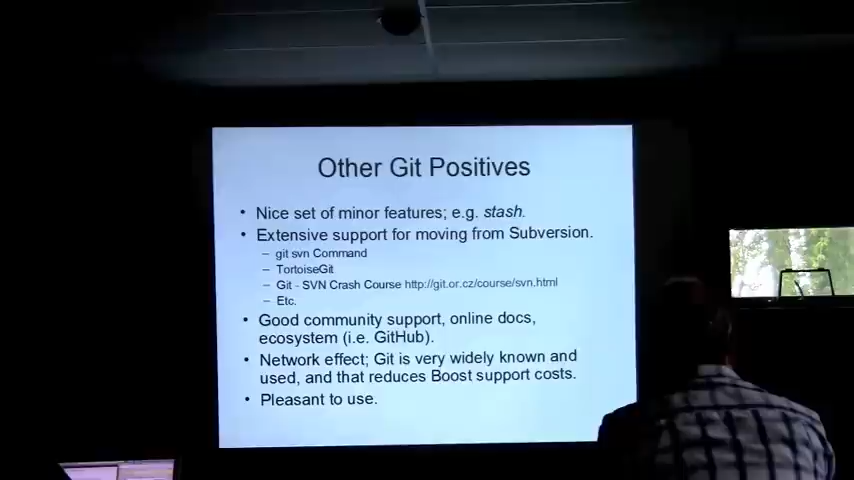 Other Git Positives
• Nice set of minor features; e.g. stash.
• Extensive support for moving from Subversion.
– git svn Command
– TortoiseGit
– Git - SVN Crash Course http://git.or.cz/course/svn.html
– Etc.
• Good community support, online docs,
ecosystem (i.e. GitHub).
• Network effect; Git is very widely known and
used, and that reduces Boost support costs.
• Pleasant to use.